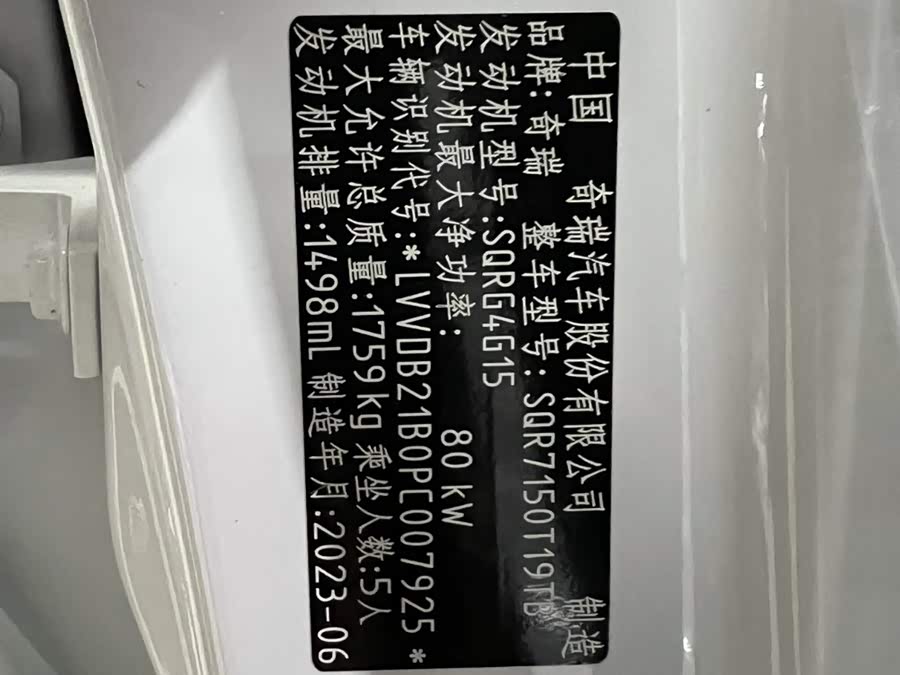 中国 奇瑞汽车股份有限公司 制造
品牌:奇瑞 整车型号:SQR7150T19TB
发动机型号:SQRG4G15
发动机最大净功率: 80kW
车辆识别代号:*LVVDB21B0PC007925*
最大允许总质量:1759kg 乘坐人数:5人
发动机排量:1498mL 制造年月:2023-06